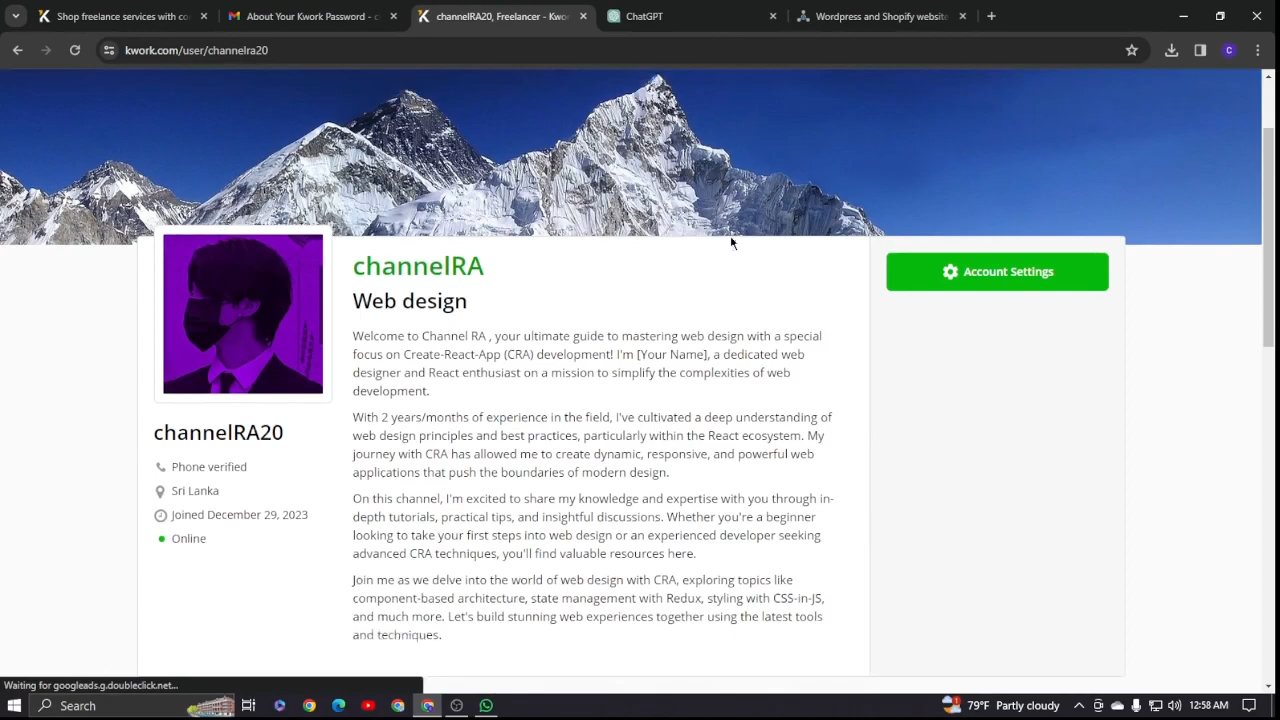 Shop freelance services with co
About Your Kwork Password - c
channelRA20, Freelancer - Kwo
ChatGPT
Wordpress and Shopify website
kwork.com/user/channelra20
C
channelRA
Web design
Account Settings
Welcome to Channel RA , your ultimate guide to mastering web design with a special
focus on Create-React-App (CRA) development! I'm [Your Name], a dedicated web
designer and React enthusiast on a mission to simplify the complexities of web
development.
With 2 years/months of experience in the field, I've cultivated a deep understanding of
web design principles and best practices, particularly within the React ecosystem. My
journey with CRA has allowed me to create dynamic, responsive, and powerful web
applications that push the boundaries of modern design.
On this channel, I'm excited to share my knowledge and expertise with you through in-
depth tutorials, practical tips, and insightful discussions. Whether you're a beginner
looking to take your first steps into web design or an experienced developer seeking
advanced CRA techniques, you'll find valuable resources here.
Join me as we delve into the world of web design with CRA, exploring topics like
component-based architecture, state management with Redux, styling with CSS-in-JS,
and much more. Let's build stunning web experiences together using the latest tools
and techniques.
channelRA20
Phone verified
Sri Lanka
Joined December 29, 2023
Online
Waiting for googleads.g.doubleclick.net...
Search
79°F Partly cloudy
12:58 AM